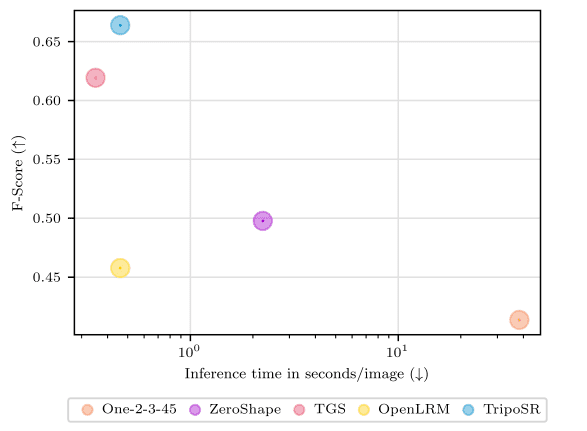 F-Score (↑)
0.65
0.60
0.55
0.50
0.45
10⁰
10¹
Inference time in seconds/image (↓)
One-2-3-45 ZeroShape TGS OpenLRM TripoSR